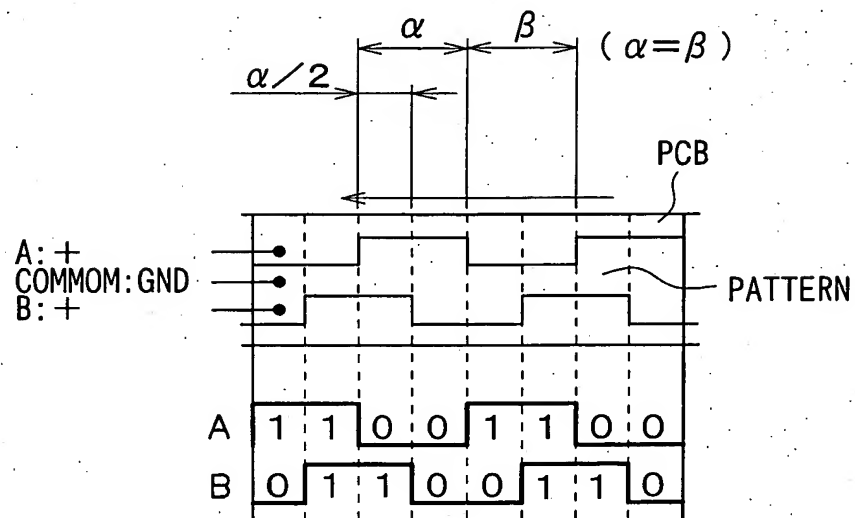 α β (α=β)
α/2
PCB
A:+
COMMOM:GND
B:+
PATTERN
A 1 1 0 0 1 1 0 0
B 0 1 1 0 0 1 1 0